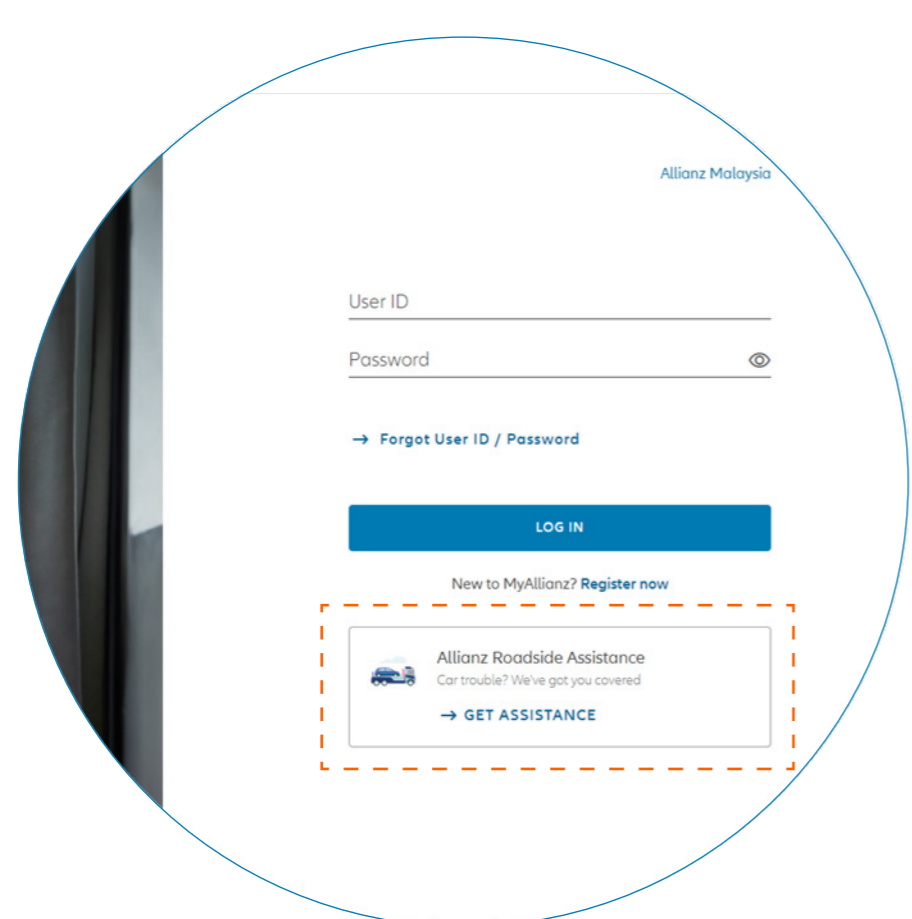 Allianz Malaysia
User ID
Password
→ Forgot User ID / Password
LOG IN
New to MyAllianz? Register now
Allianz Roadside Assistance
Car trouble? We've got you covered
→ GET ASSISTANCE